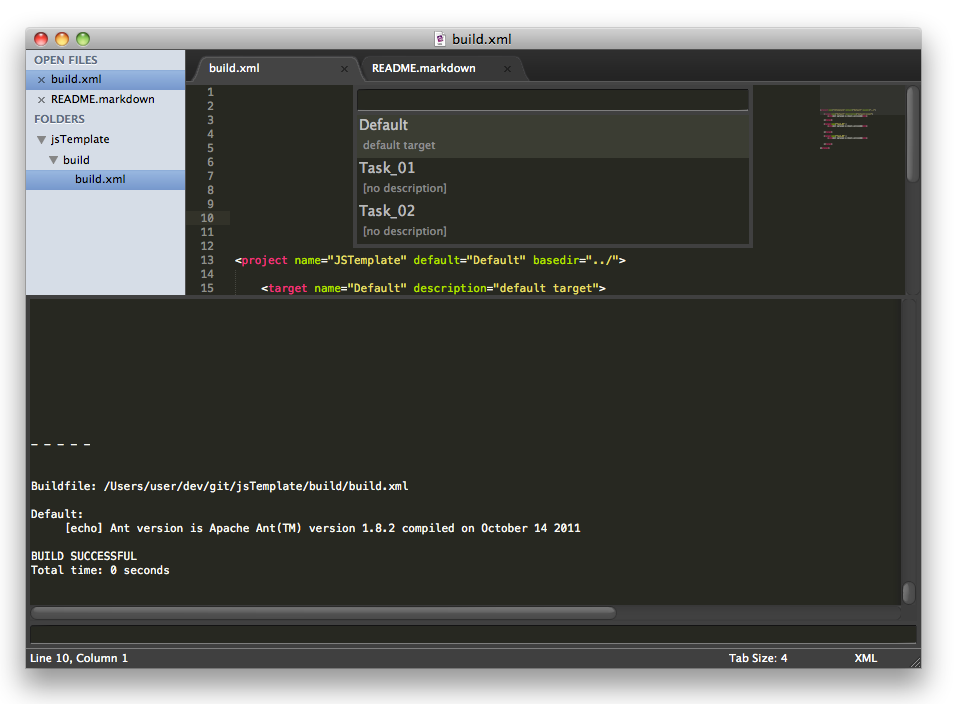 build.xml
OPEN FILES
× build.xml
× README.markdown
FOLDERS
jsTemplate
build
build.xml
build.xml ×
README.markdown ×
Default
default target
Task_01
[no description]
Task_02
[no description]
1
2
3
4
5
6
7
8
9
10
11
12
13 <project name="JSTemplate" default="Default" basedir="../">
14
15 <target name="Default" description="default target">
- - - - -
Buildfile: /Users/user/dev/git/jsTemplate/build/build.xml
Default:
[echo] Ant version is Apache Ant(TM) version 1.8.2 compiled on October 14 2011
BUILD SUCCESSFUL
Total time: 0 seconds
Line 10, Column 1
Tab Size: 4
XML